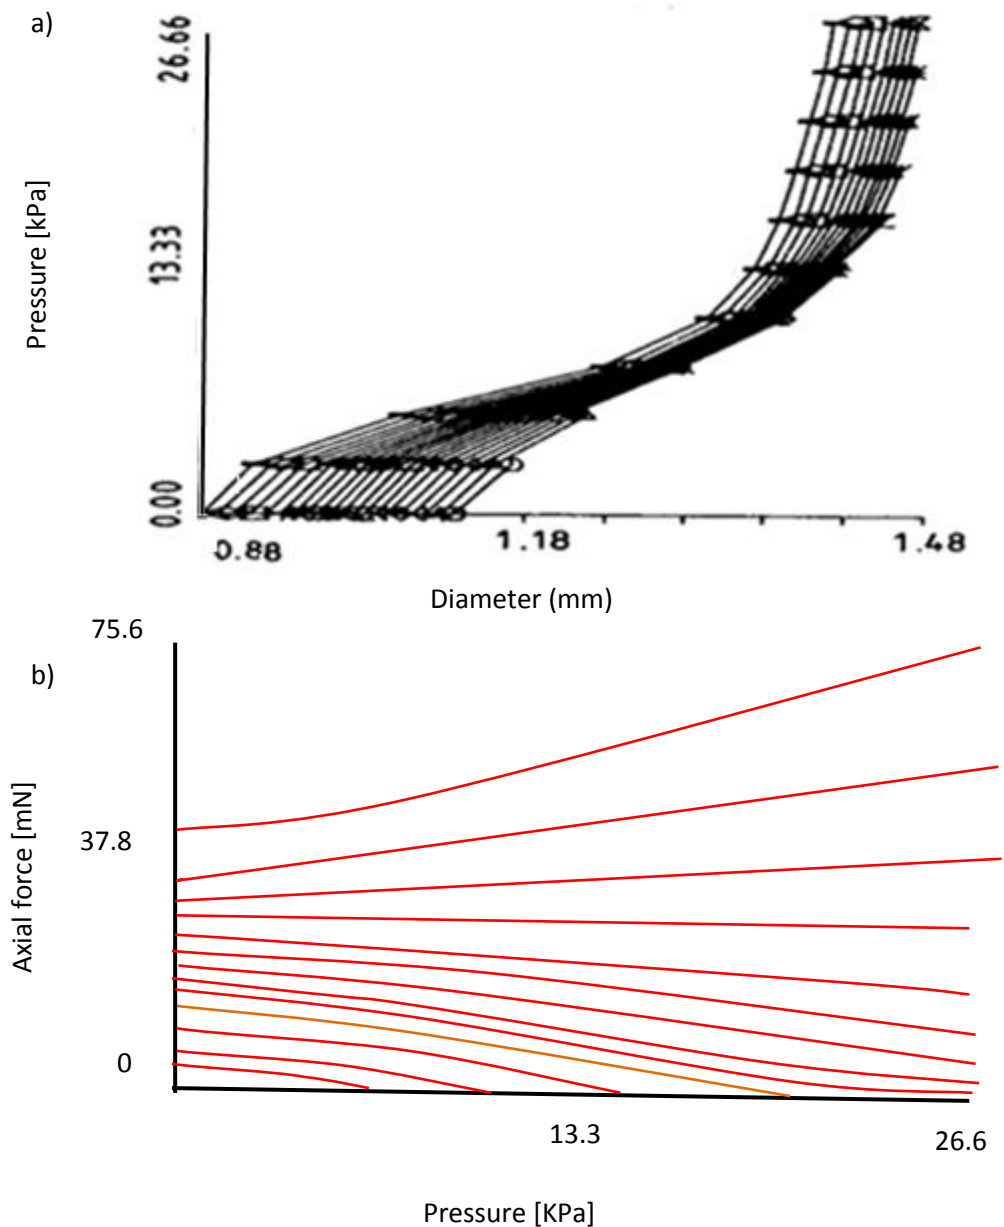 a)
26.66
Pressure [kPa]
13.33
0.00
0.88
1.18
1.48
Diameter (mm)
75.6
b)
Axial force [mN]
37.8
0
13.3
26.6
Pressure [KPa]